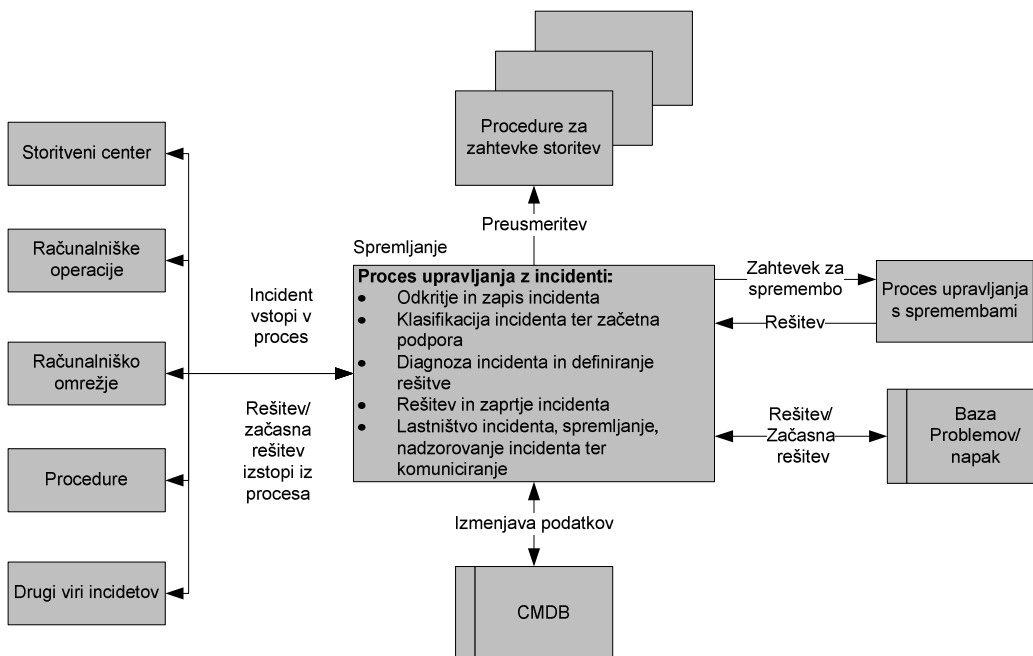 Procedure za
zahtevke storitev
Preusmeritev
Storitveni center
Računalniške
operacije
Računalniško
omrežje
Procedure
Drugi viri incidetov
Incident
vstopi v
proces
Rešitev/
začasna
rešitev
izstopi iz
procesa
Spremljanje
Proces upravljanja z incidenti:
• Odkritje in zapis incidenta
• Klasifikacija incidenta ter začetna
podpora
• Diagnoza incidenta in definiranje
rešitve
• Rešitev in zaprtje incidenta
• Lastništvo incidenta, spremljanje,
nadzorovanje incidenta ter
komuniciranje
Zahtevek za
spremembo
Rešitev
Proces upravljanja
s spremembami
Rešitev/
Začasna
rešitev
Baza
Problemov/
napak
Izmenjava podatkov
CMDB